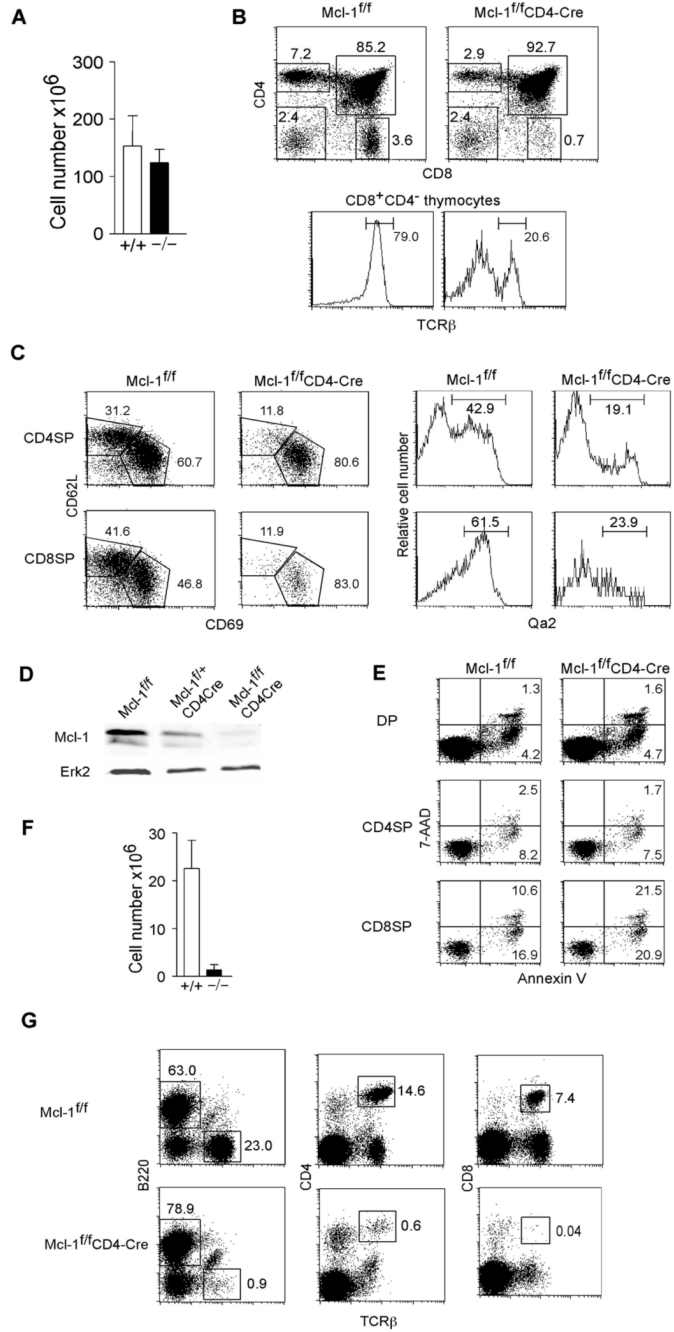 A
Cell number x10⁶
300
200
100
0
+/+ −/−
B
Mcl-1f/f Mcl-1f/fCD4-Cre
7.2 85.2 2.9 92.7
2.4 3.6 2.4 0.7
CD4
CD8
CD8+CD4- thymocytes
79.0 20.6
TCRβ
C
Mcl-1f/f Mcl-1f/fCD4-Cre Mcl-1f/f Mcl-1f/fCD4-Cre
CD4SP
31.2 60.7 11.8 80.6 42.9 19.1
CD8SP
41.6 46.8 11.9 83.0 61.5 23.9
CD62L
CD69
Relative cell number
Qa2
D
Mcl-1f/f
Mcl-1f/+
CD4Cre
Mcl-1f/f
CD4Cre
Mcl-1
Erk2
E
Mcl-1f/f Mcl-1f/fCD4-Cre
DP
1.3 1.6
4.2 4.7
CD4SP
2.5 1.7
8.2 7.5
CD8SP
10.6 21.5
16.9 20.9
7-AAD
Annexin V
F
Cell number x10⁶
30
20
10
0
+/+ −/−
G
Mcl-1f/f
63.0 23.0 14.6 7.4
Mcl-1f/fCD4-Cre
78.9 0.9 0.6 0.04
B220
CD4
CD8
TCRβ